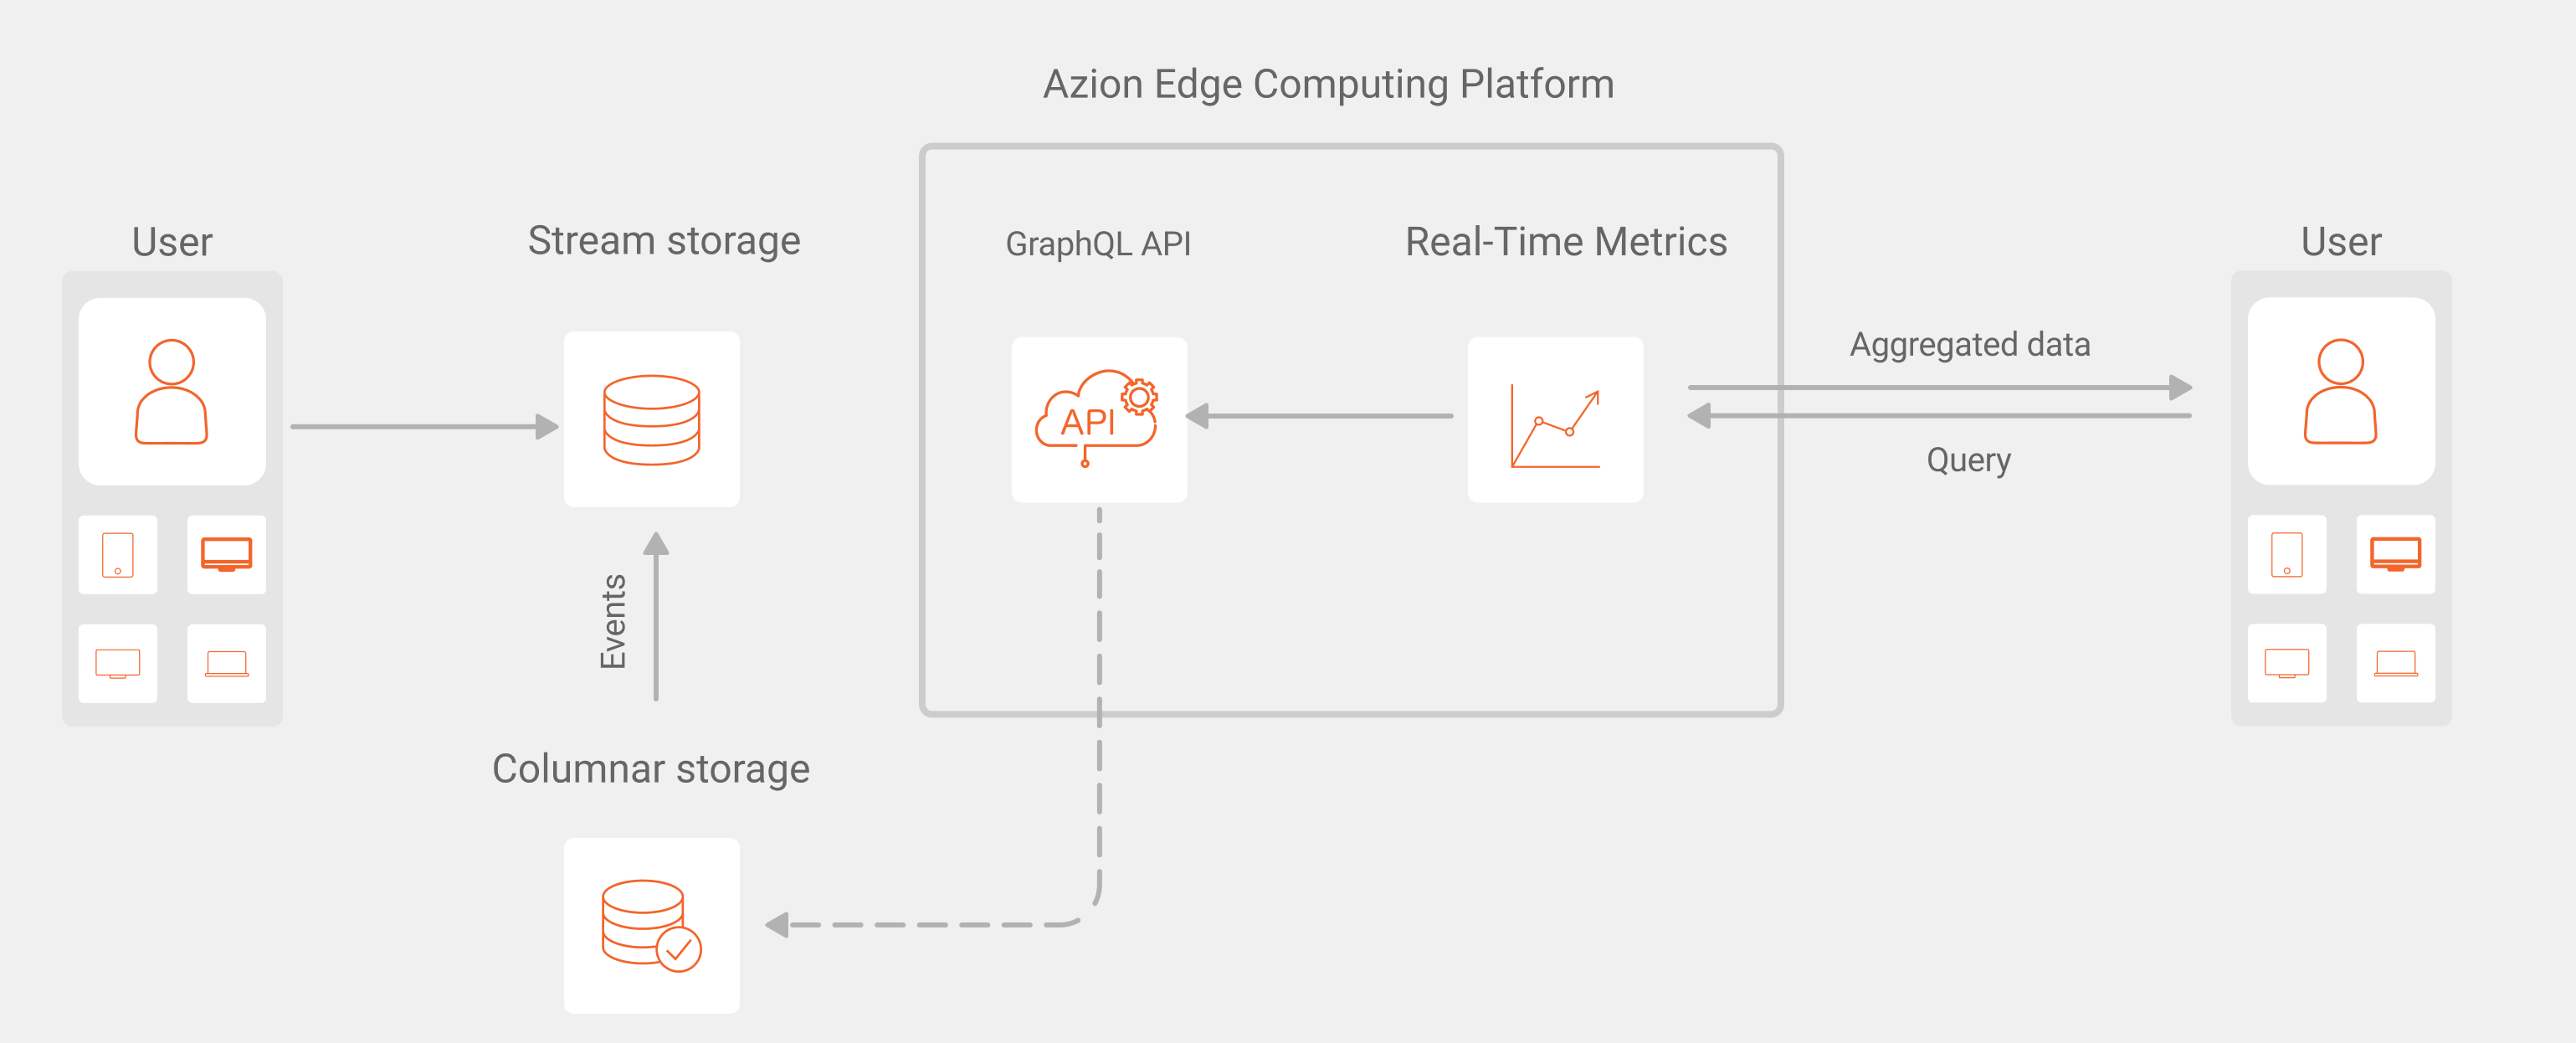 Azion Edge Computing Platform
User
Stream storage
GraphQL API
Real-Time Metrics
User
Aggregated data
API
Query
Events
Columnar storage